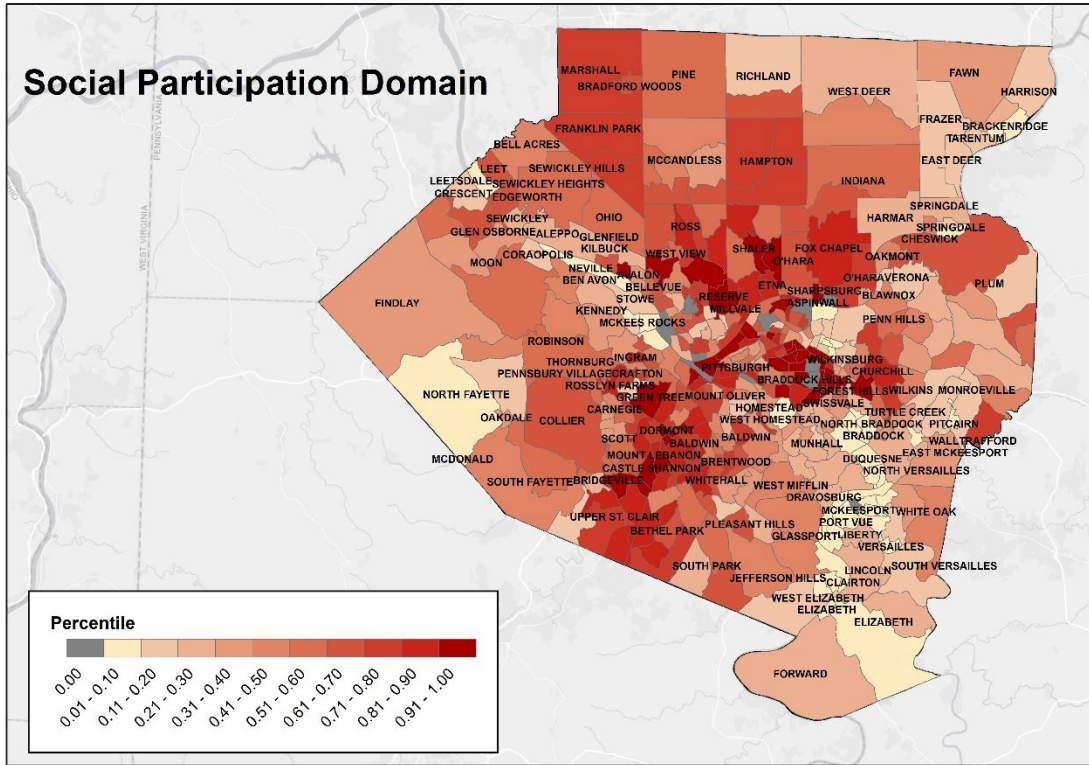 Social Participation Domain
MARSHALL
PINE
RICHLAND
FAWN
BRADFORD WOODS
WEST DEER
HARRISON
FRAZER
BRACKENRIDGE
TARENTUM
FRANKLIN PARK
BELL ACRES
MCCANDLESS
HAMPTON
EAST DEER
LEET
SEWICKLEY HILLS
LEETSDALE
SEWICKLEY HEIGHTS
INDIANA
CRESCENT
EDGEWORTH
SPRINGDALE
SEWICKLEY
OHIO
HARMAR
GLEN OSBORNE
ALEPPO
GLENFIELD
ROSS
SPRINGDALE
CHESWICK
KILBUCK
WEST VIEW
SHALER
FOX CHAPEL
OAKMONT
MOON
CORAOPOLIS
O'HARA
NEVILLE
AVALON
O'HARA
VERONA
PLUM
BEN AVON
BELLEVUE
ETNA
SHARPSBURG
BLAWNOX
FINDLAY
STOWE
RESERVE
MILLVALE
ASPINWALL
KENNEDY
MCKEES ROCKS
PENN HILLS
ROBINSON
THORNBURG
INGRAM
WILKINSBURG
PENNSBURY VILLAGE
CRAFTON
PITTSBURGH
CHURCHILL
ROSSLYN FARMS
BRADDOCK HILLS
NORTH FAYETTE
GREEN TREE
MOUNT OLIVER
FOREST HILLS
WILKINS
MONROEVILLE
CARNEGIE
HOMESTEAD
SWISSVALE
OAKDALE
COLLIER
WEST HOMESTEAD
TURTLE CREEK
NORTH BRADDOCK
PITCAIRN
DORMONT
SCOTT
BALDWIN
BALDWIN
MUNHALL
BRADDOCK
WALL
TRAFFORD
EAST MCKEESPORT
MCDONALD
MOUNT LEBANON
BRENTWOOD
DUQUESNE
CASTLE SHANNON
NORTH VERSAILLES
SOUTH FAYETTE
BRIDGEVILLE
WHITEHALL
WEST MIFFLIN
DRAVOSBURG
MCKEESPORT
WHITE OAK
UPPER ST. CLAIR
PLEASANT HILLS
PORT VUE
BETHEL PARK
GLASSPORT
LIBERTY
VERSAILLES
SOUTH PARK
LINCOLN
SOUTH VERSAILLES
JEFFERSON HILLS
CLAIRTON
WEST ELIZABETH
ELIZABETH
ELIZABETH
FORWARD
PENNSYLVANIA
WEST VIRGINIA
Percentile
0.00
0.01 - 0.10
0.11 - 0.20
0.21 - 0.30
0.31 - 0.40
0.41 - 0.50
0.51 - 0.60
0.61 - 0.70
0.71 - 0.80
0.81 - 0.90
0.91 - 1.00